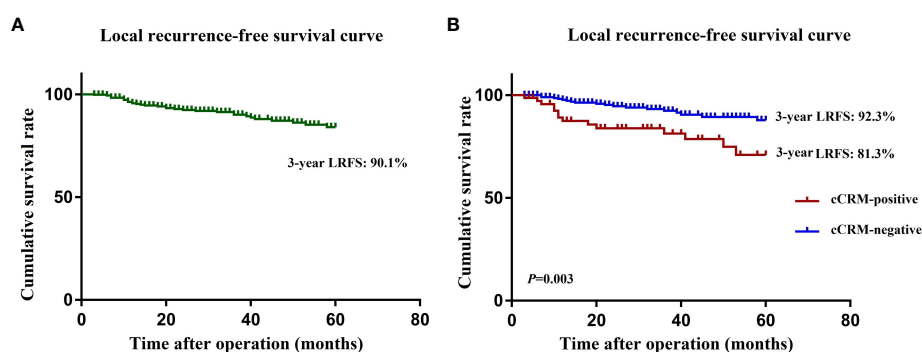 A
Local recurrence-free survival curve
Cumulative survival rate
100
50
0
3-year LRFS: 90.1%
0 20 40 60 80
Time after operation (months)
B
Local recurrence-free survival curve
Cumulative survival rate
100
50
0
3-year LRFS: 92.3%
3-year LRFS: 81.3%
cCRM-positive
cCRM-negative
P=0.003
0 20 40 60 80
Time after operation (months)